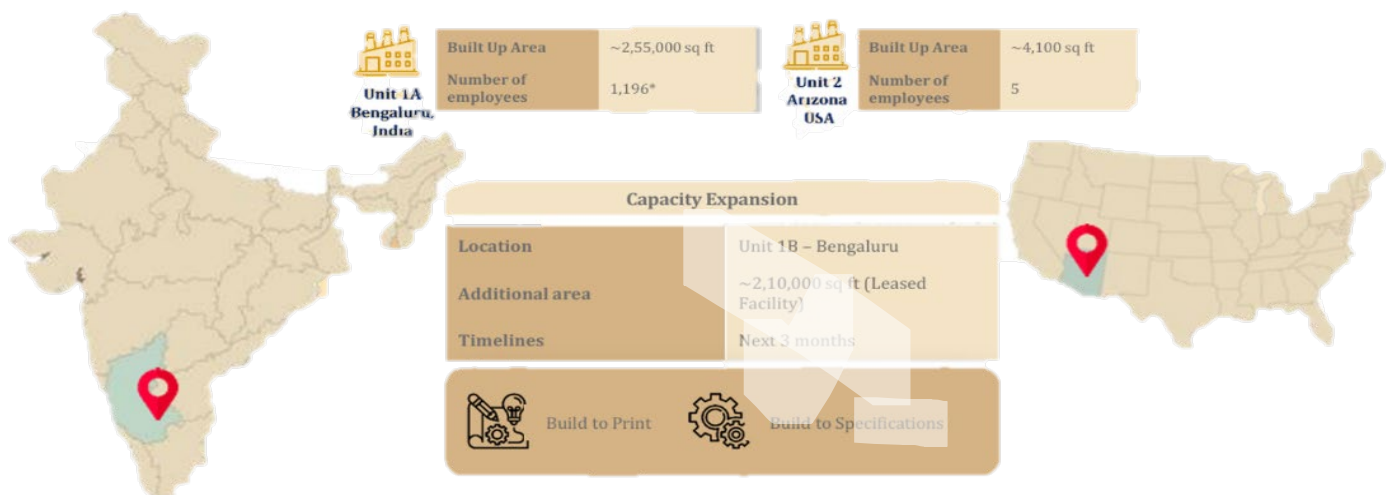 Unit 1A
Bengaluru,
India
Built Up Area ~2,55,000 sq ft
Number of
employees 1,196*
Unit 2
Arizona
USA
Built Up Area ~4,100 sq ft
Number of
employees 5
Capacity Expansion
Location Unit 1B – Bengaluru
Additional area ~2,10,000 sq ft (Leased
Facility)
Timelines Next 3 months
Build to Print
Build to Specifications